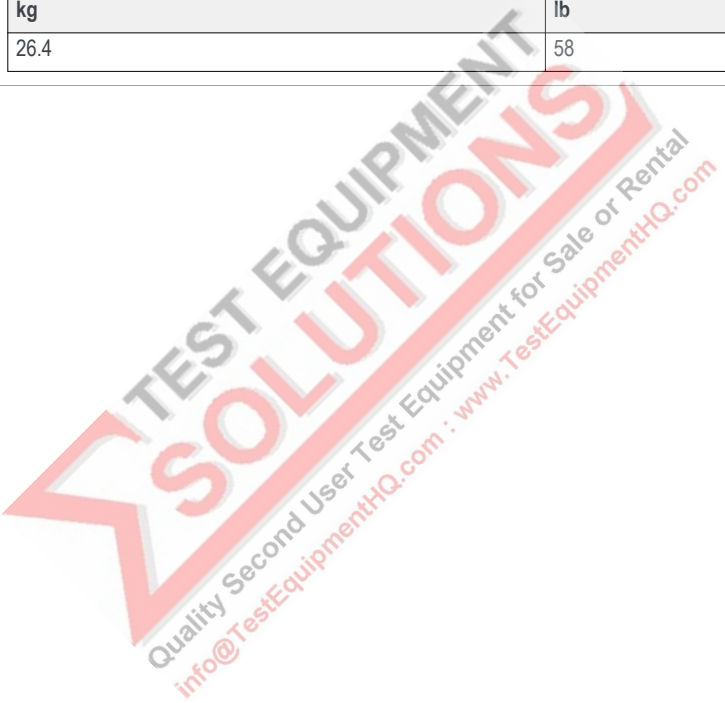 kg lb
26.4 58
TEST EQUIPMENT
SOLUTIONS
Quality Second User Test Equipment for Sale or Rental
info@TestEquipmentHQ.com : www.TestEquipmentHQ.com